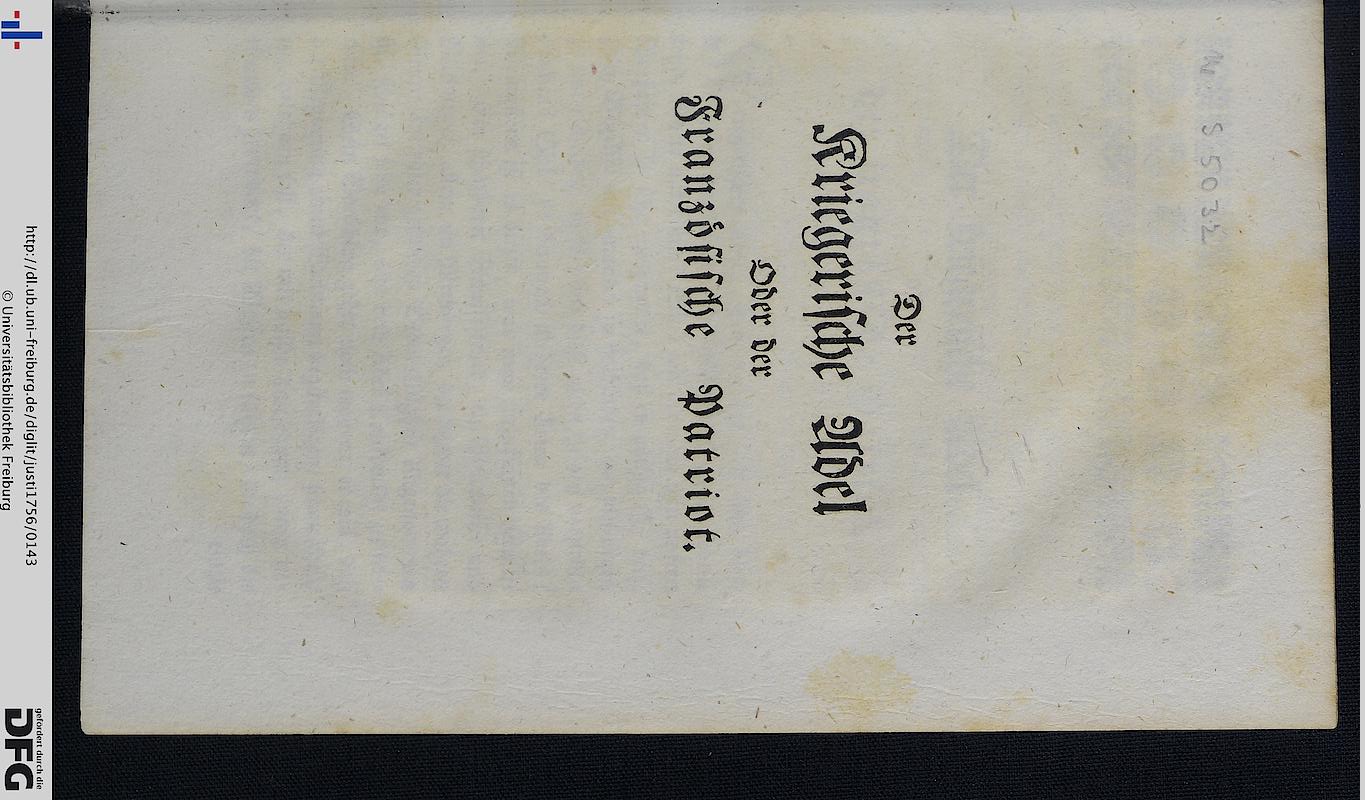 N S 5032
Der
Kriegerische Adel
Oder der
Französische Patriot.
http://dl.ub.uni-freiburg.de/diglit/justi1756/0143
© Universitätsbibliothek Freiburg
gefördert durch die
DFG